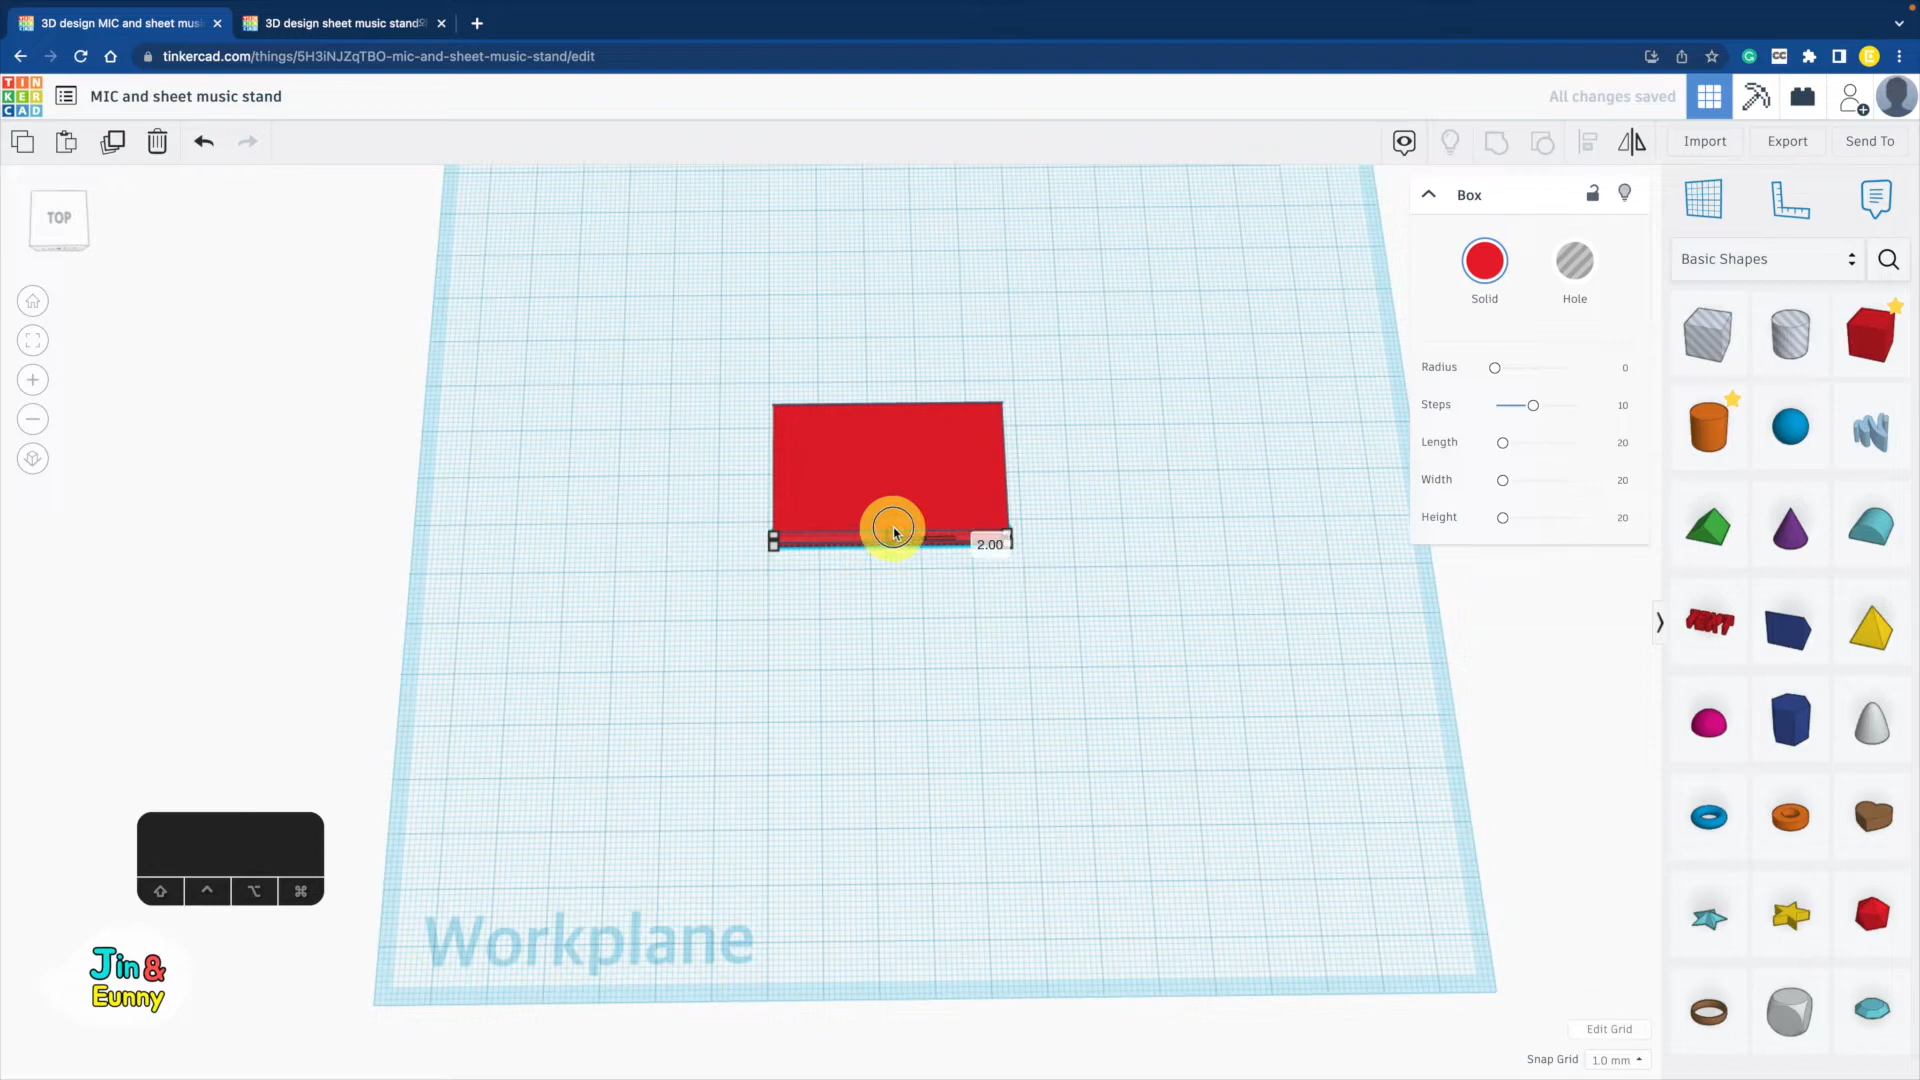 3D design MIC and sheet musi
3D design sheet music stand
tinkercad.com/things/5H3iNJZqTBO-mic-and-sheet-music-stand/edit
CC
TIN
KER
CAD
MIC and sheet music stand
All changes saved
Import
Export
Send To
TOP
Box
Solid
Hole
Radius
0
Steps
10
Length
20
Width
20
Height
20
Basic Shapes
2.00
TEXT
Workplane
Jin&
Eunny
Edit Grid
Snap Grid
1.0 mm